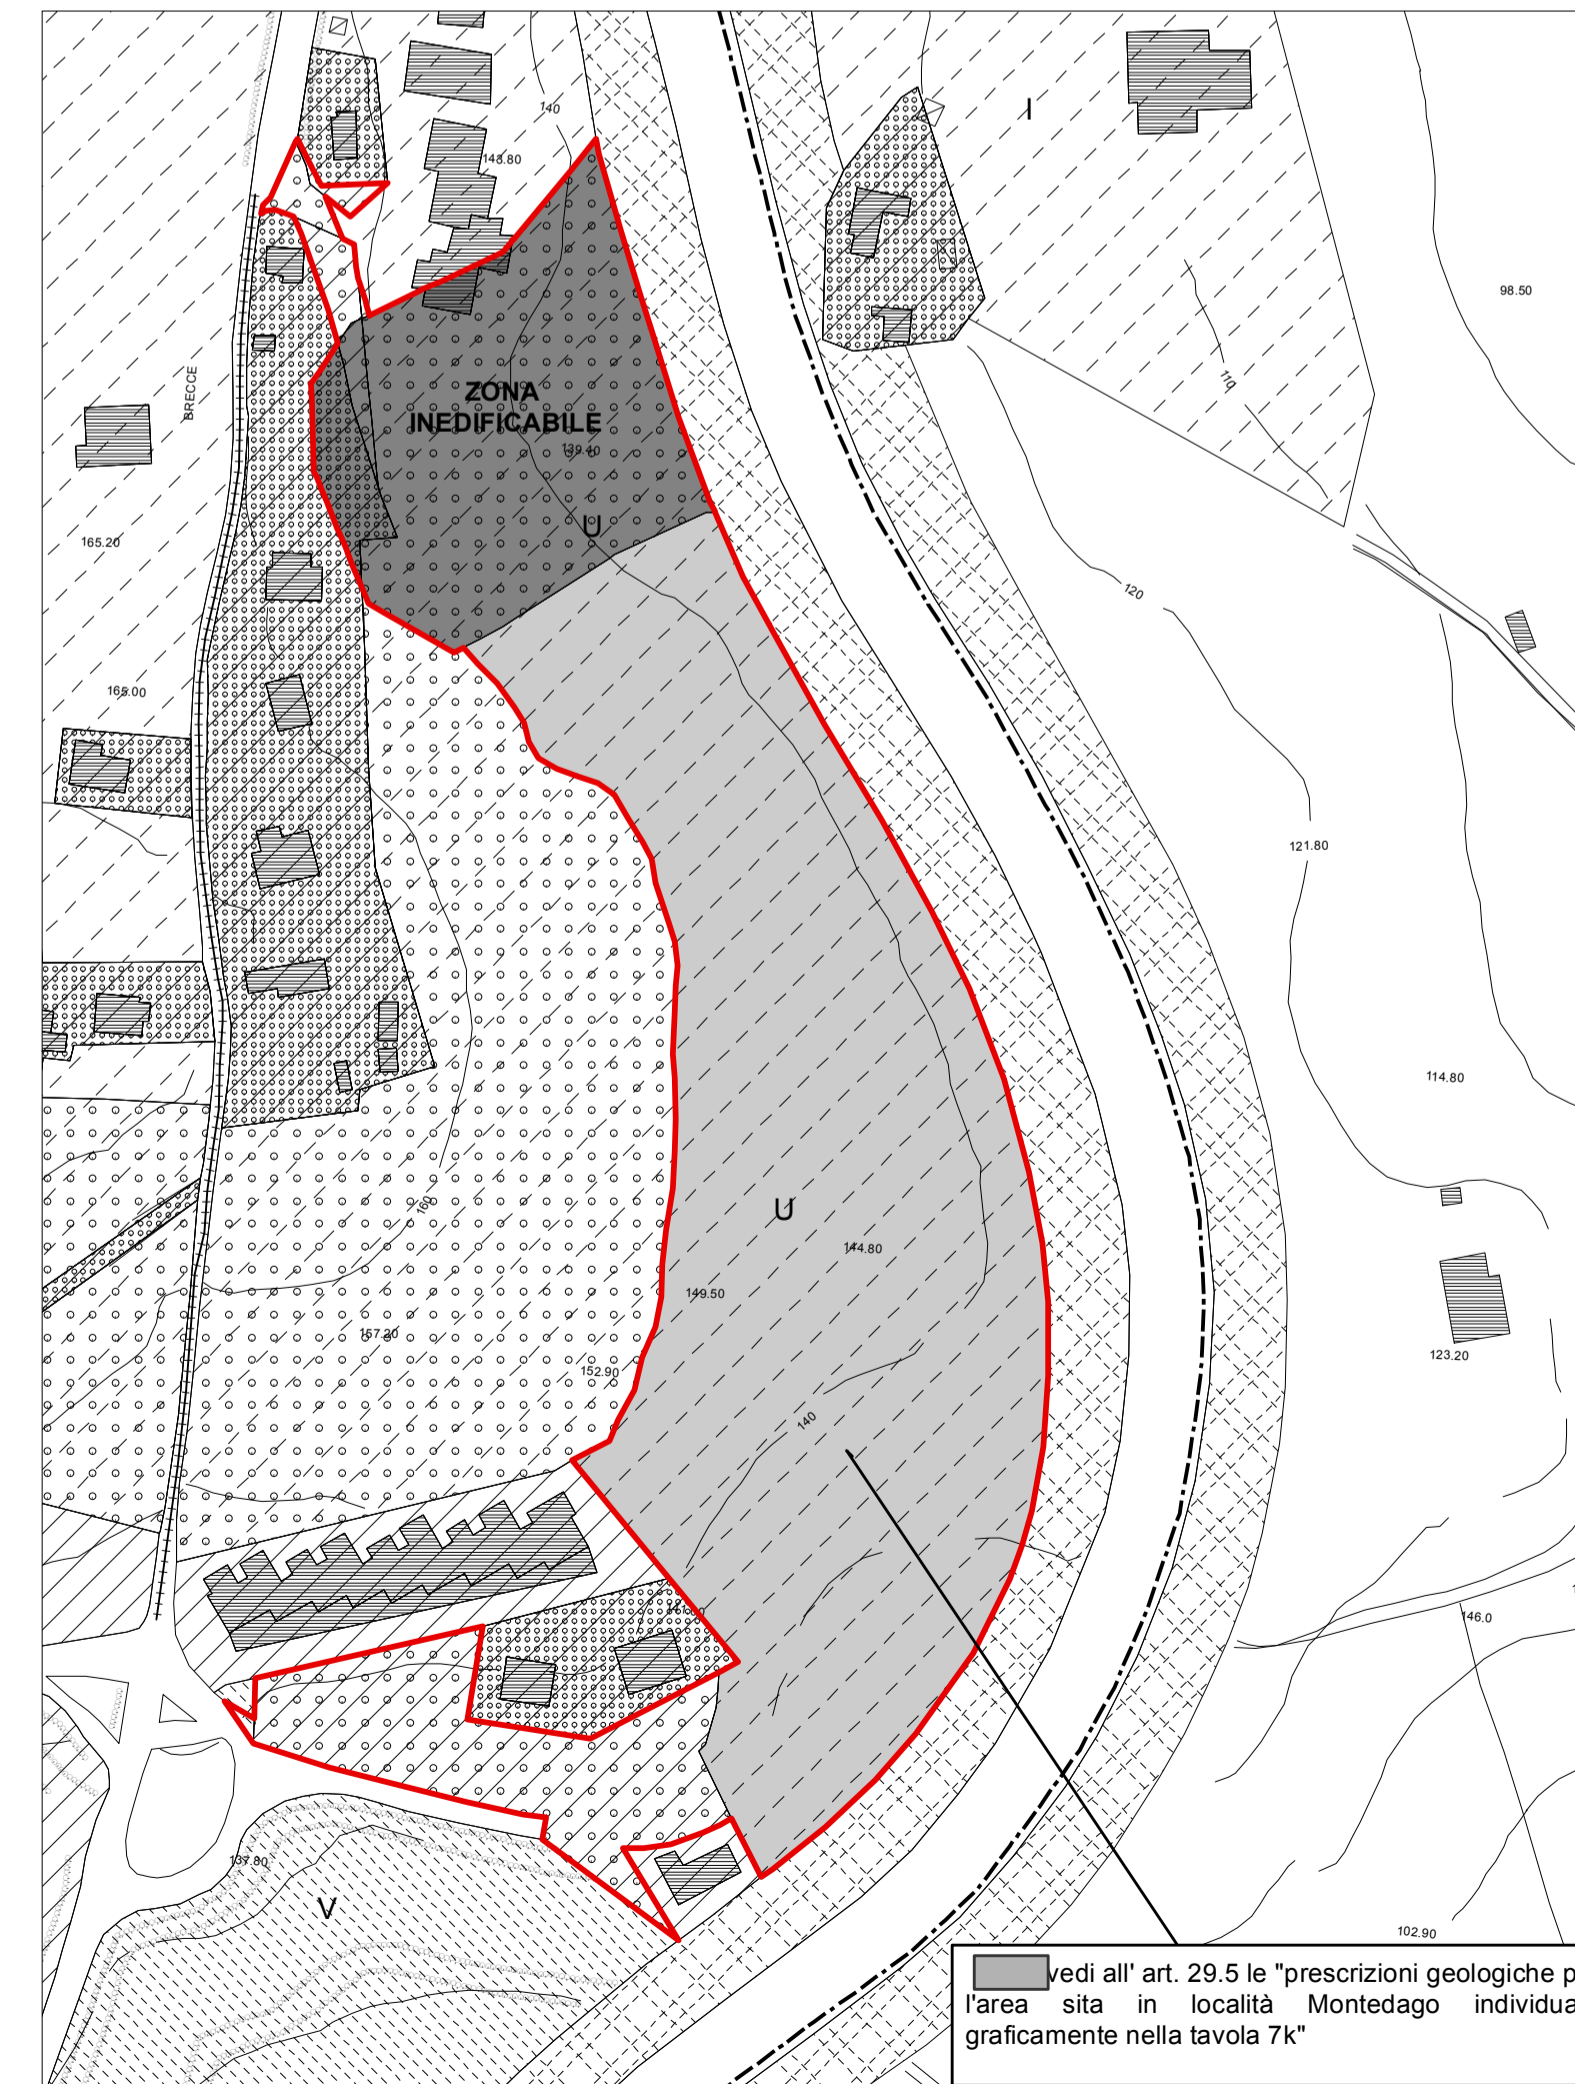 140
143.80
I
98.50
110
BRECCE
ZONA
INEDIFICABILE
139.40
U
165.20
120
165.00
121.80
114.80
160
U
144.80
149.50
157.20
152.90
123.20
140
146.0
137.80
V
102.90
vedi all' art. 29.5 le "prescrizioni geologiche p
l'area sita in località Montedago individua
graficamente nella tavola 7k"